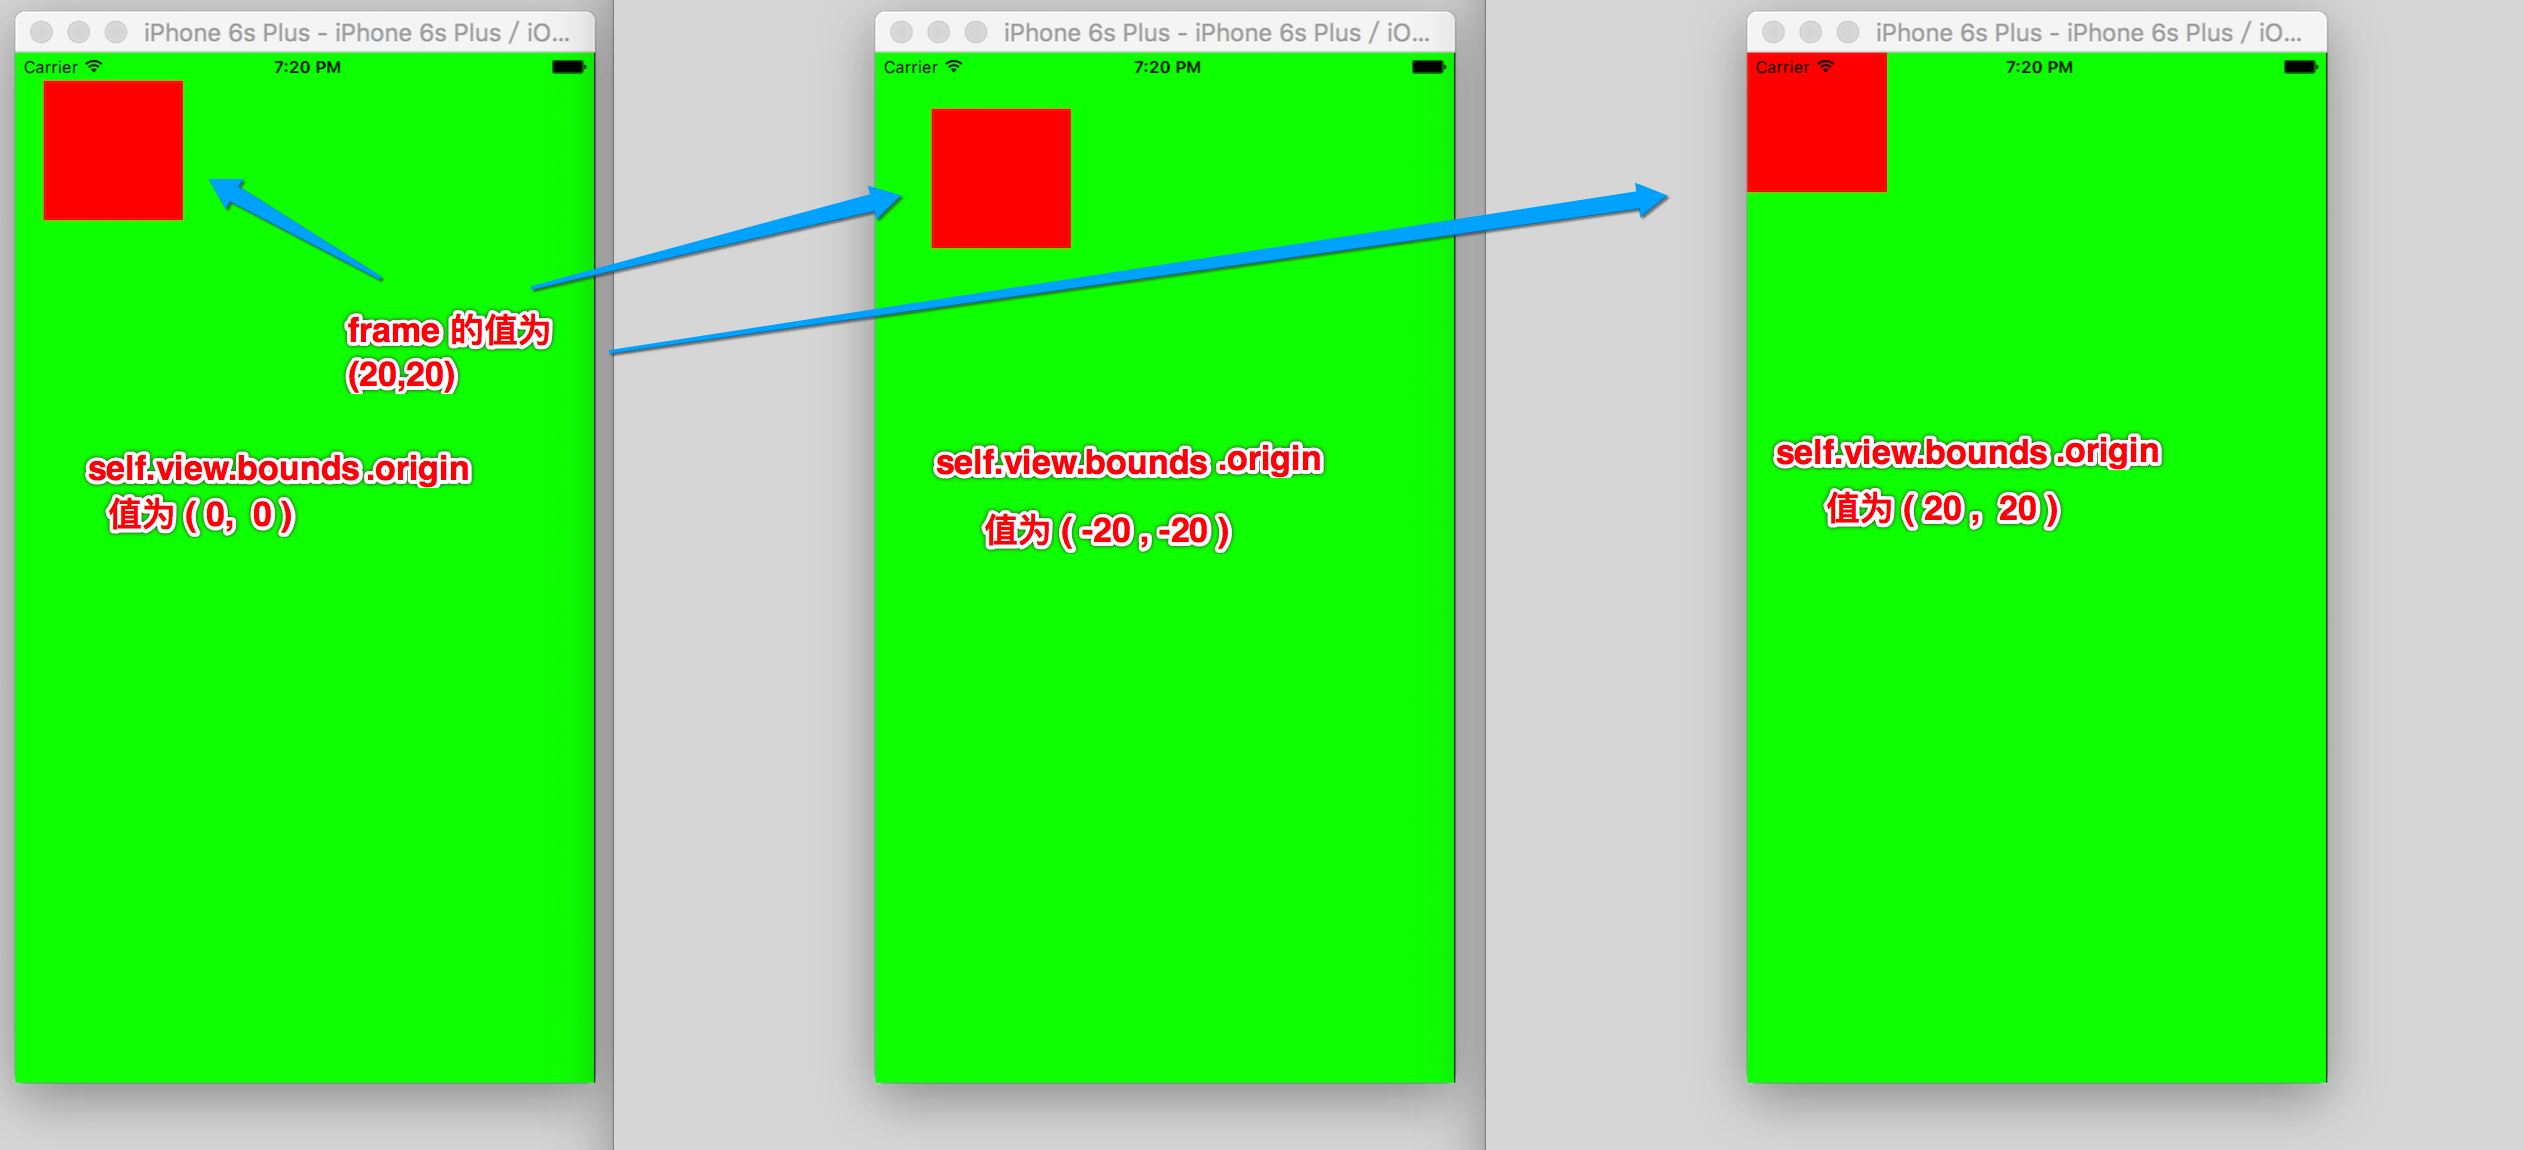 iPhone 6s Plus - iPhone 6s Plus / iO...
Carrier
7:20 PM
frame 的值为
(20,20)
self.view.bounds .origin
值为 ( 0, 0 )
iPhone 6s Plus - iPhone 6s Plus / iO...
Carrier
7:20 PM
self.view.bounds .origin
值为 ( -20 , -20 )
iPhone 6s Plus - iPhone 6s Plus / iO...
Carrier
7:20 PM
self.view.bounds .origin
值为 ( 20 , 20 )